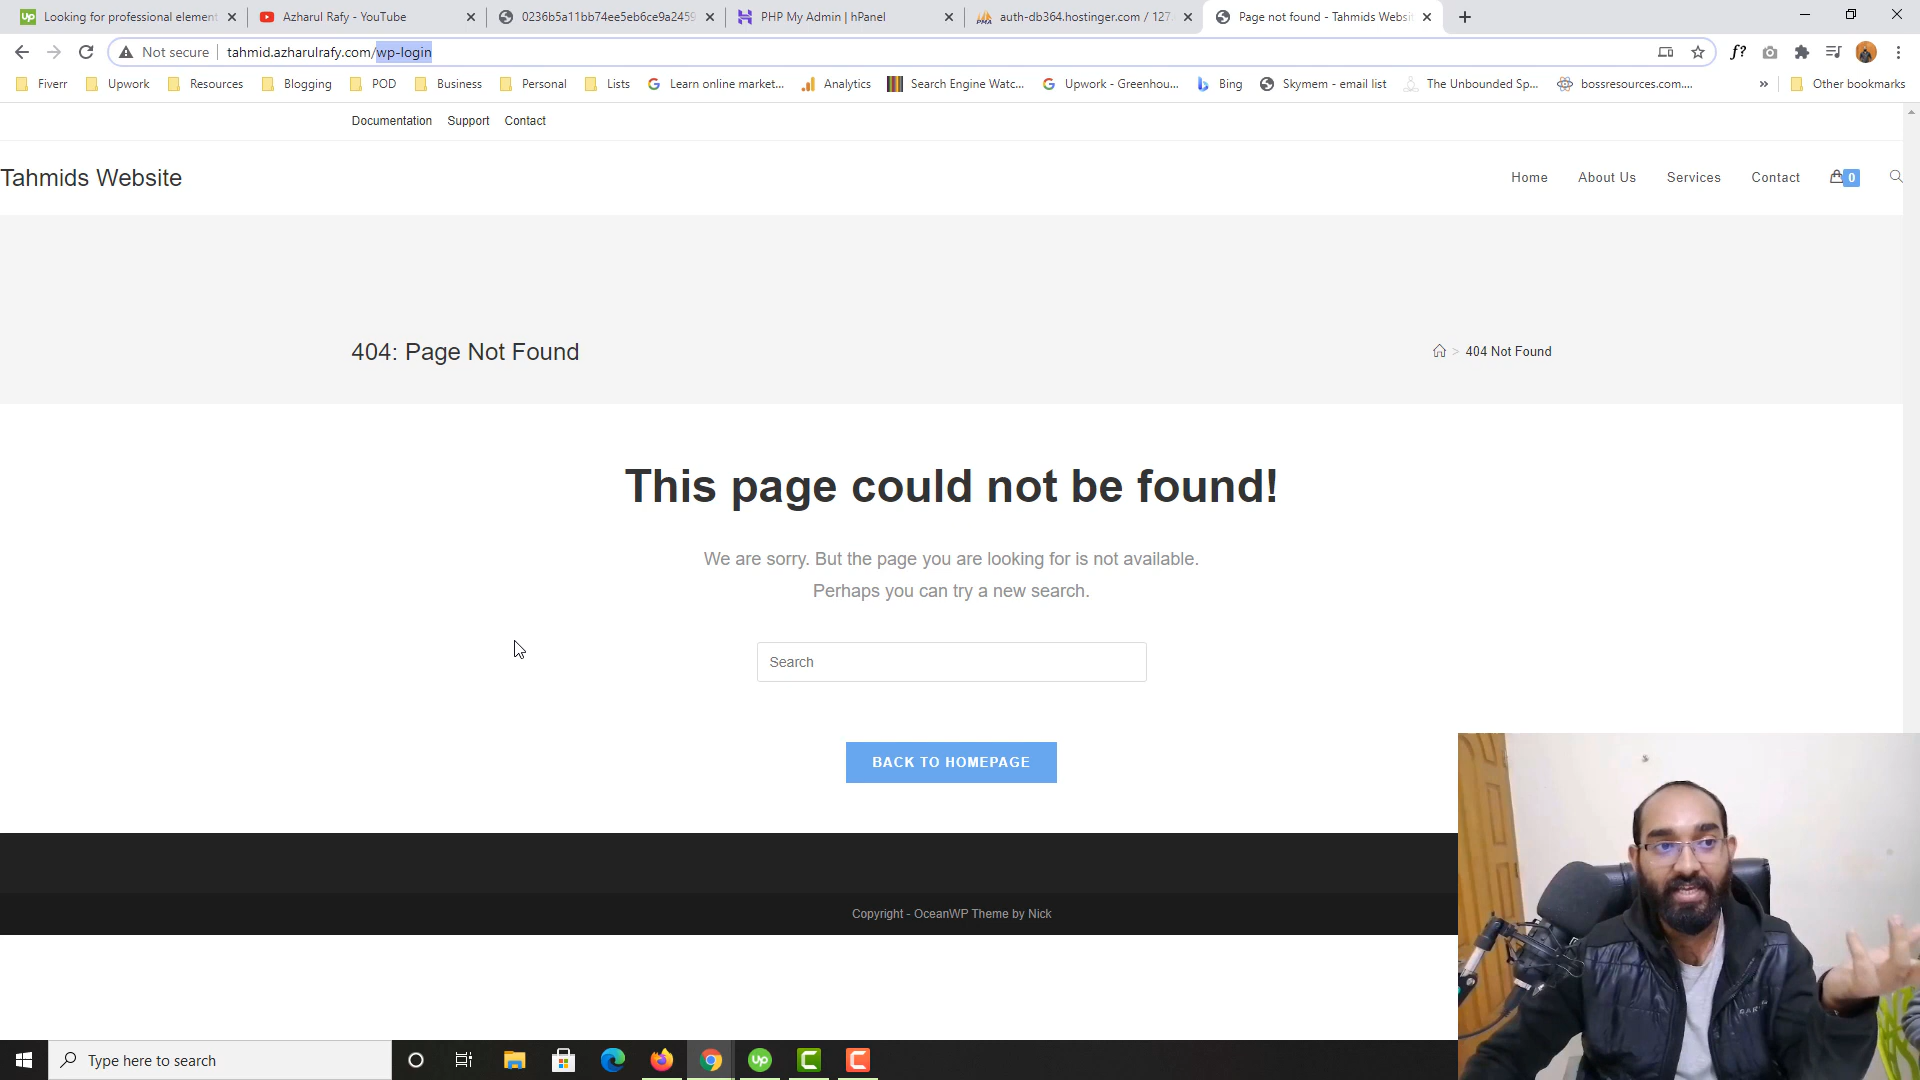 Looking for professional element
Azharul Rafy - YouTube
0236b5a11bb74ee5eb6ce9a2459
PHP My Admin | hPanel
auth-db364.hostinger.com / 127.
Page not found - Tahmids Websit
Not secure
tahmid.azharulrafy.com/wp-login
f?
Fiverr
Upwork
Resources
Blogging
POD
Business
Personal
Lists
Learn online market...
Analytics
Search Engine Watc...
Upwork - Greenhou...
Bing
Skymem - email list
The Unbounded Sp...
bossresources.com....
»
Other bookmarks
Documentation Support Contact
Tahmids Website
Home About Us Services Contact 0
404: Page Not Found
> 404 Not Found
This page could not be found!
We are sorry. But the page you are looking for is not available.
Perhaps you can try a new search.
Search
BACK TO HOMEPAGE
Copyright - OceanWP Theme by Nick
Type here to search